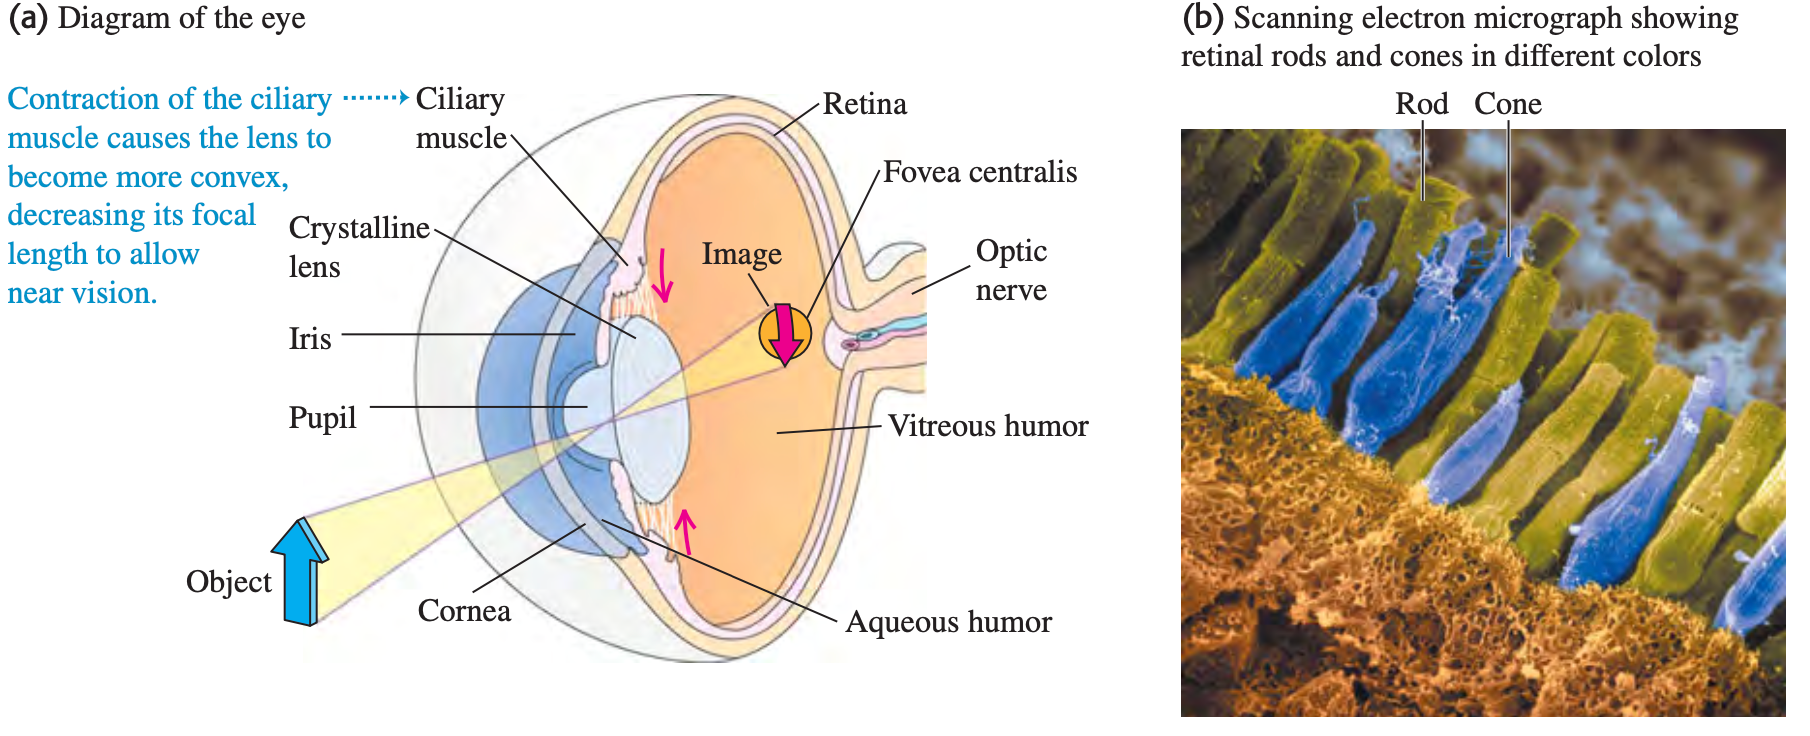 (a) Diagram of the eye
Contraction of the ciliary
muscle causes the lens to
become more convex,
decreasing its focal
length to allow
near vision.
Ciliary
muscle
Crystalline
lens
Iris
Pupil
Object
Cornea
Retina
Fovea centralis
Image
Optic
nerve
Vitreous humor
Aqueous humor
(b) Scanning electron micrograph showing
retinal rods and cones in different colors
Rod
Cone